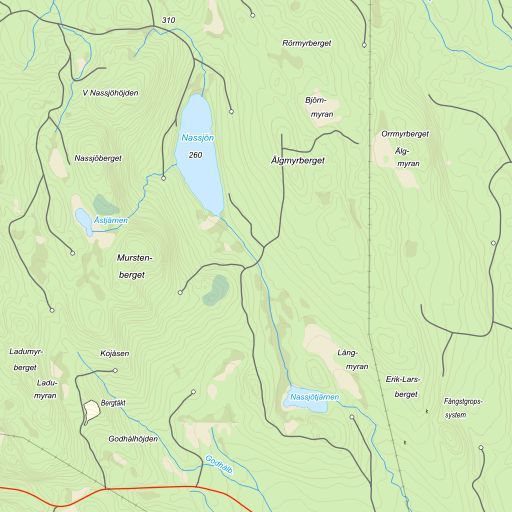 310
Rörmyrberget
V Nassjöhöjden
Björn-
myran
Nassjön
260
Orrmyrberget
Älg-
myran
Nassjöberget
Älgmyrberget
Åstjärnen
Mursten-
berget
Ladumyr-
berget
Kojåsen
Lång-
myran
Ladu-
myran
Erik-Lars-
berget
Bergtäkt
Nassjötjärnen
Fångstgrops-
system
Godhålhöjden
Godhålb